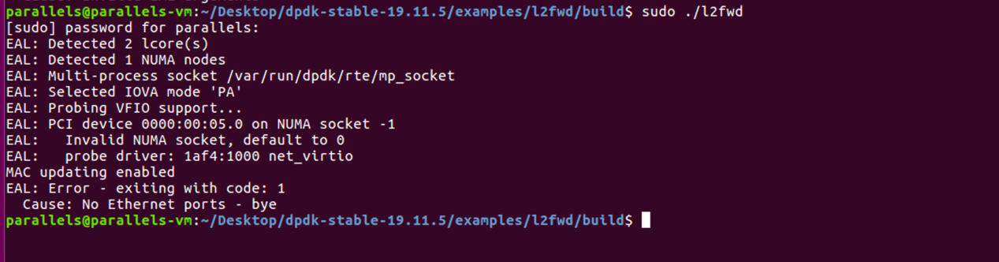 parallels@parallels-vm:~/Desktop/dpdk-stable-19.11.5/examples/l2fwd/build$ sudo ./l2fwd
[sudo] password for parallels:
EAL: Detected 2 lcore(s)
EAL: Detected 1 NUMA nodes
EAL: Multi-process socket /var/run/dpdk/rte/mp_socket
EAL: Selected IOVA mode 'PA'
EAL: Probing VFIO support...
EAL: PCI device 0000:00:05.0 on NUMA socket -1
EAL:   Invalid NUMA socket, default to 0
EAL:   probe driver: 1af4:1000 net_virtio
MAC updating enabled
EAL: Error - exiting with code: 1
  Cause: No Ethernet ports - bye
parallels@parallels-vm:~/Desktop/dpdk-stable-19.11.5/examples/l2fwd/build$